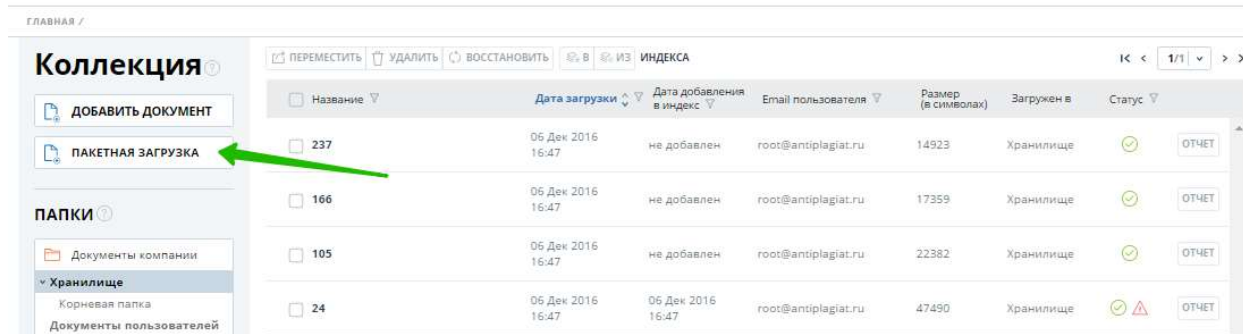 ГЛАВНАЯ /
Коллекция
ДОБАВИТЬ ДОКУМЕНТ
ПАКЕТНАЯ ЗАГРУЗКА
ПАПКИ
Документы компании
Хранилище
Корневая папка
Документы пользователей
ПЕРЕМЕСТИТЬ УДАЛИТЬ ВОССТАНОВИТЬ В ИЗ ИНДЕКСА 1/1
Название Дата загрузки Дата добавления в индекс Email пользователя Размер (в символах) Загружен в Статус
237 06 Дек 2016 16:47 не добавлен root@antiplagiat.ru 14923 Хранилище ОТЧЕТ
166 06 Дек 2016 16:47 не добавлен root@antiplagiat.ru 17359 Хранилище ОТЧЕТ
105 06 Дек 2016 16:47 не добавлен root@antiplagiat.ru 22382 Хранилище ОТЧЕТ
24 06 Дек 2016 16:47 06 Дек 2016 16:47 root@antiplagiat.ru 47490 Хранилище ОТЧЕТ